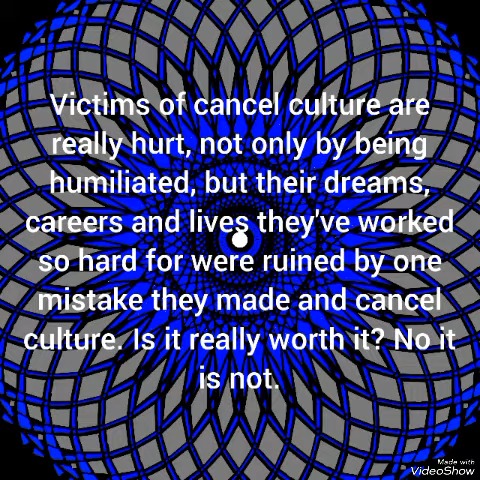 Victims of cancel culture are
really hurt, not only by being
humiliated, but their dreams,
careers and lives they've worked
so hard for were ruined by one
mistake they made and cancel
culture. Is it really worth it? No it
is not.
Made with
VideoShow